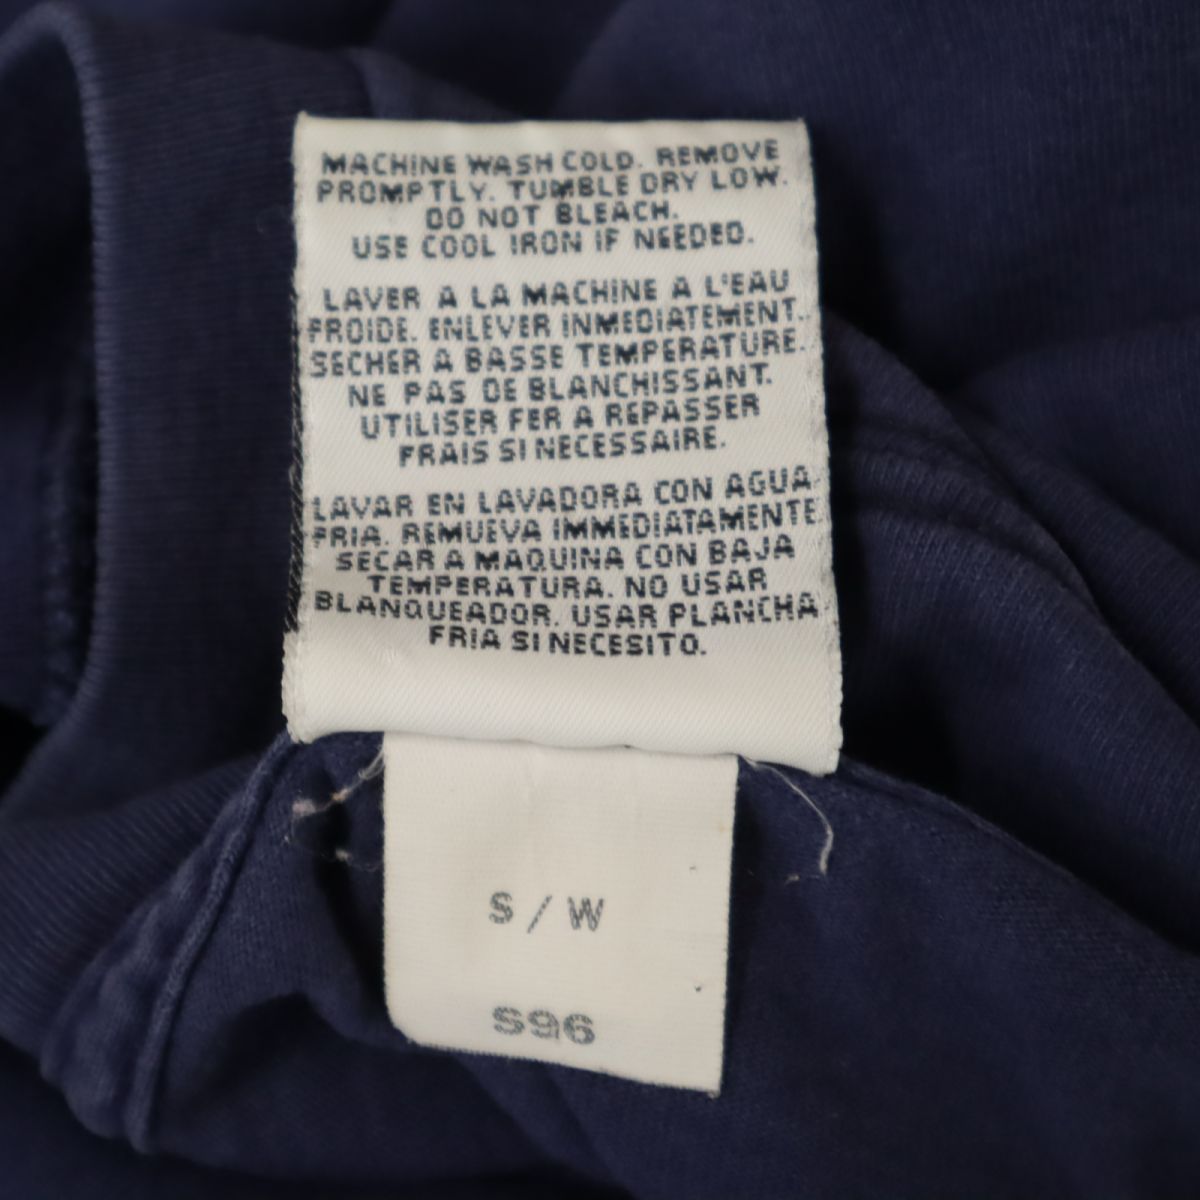 MACHINE WASH COLD. REMOVE
PROMPTLY. TUMBLE DRY LOW.
DO NOT BLEACH.
USE COOL IRON IF NEEDED.
LAVER A LA MACHINE A L'EAU
FROIDE. ENLEVER INMEDIATEMENT.
SECHER A BASSE TEMPERATURE.
NE PAS DE BLANCHISSANT.
UTILISER FER A REPASSER
FRAIS SI NECESSAIRE.
LAVAR EN LAVADORA CON AGUA
FRIA. REMUEVA IMMEDIATAMENTE
SECAR A MAQUINA CON BAJA
TEMPERATURA. NO USAR
BLANQUEADOR. USAR PLANCHA
FRIA SI NECESITO.
S / W
S96